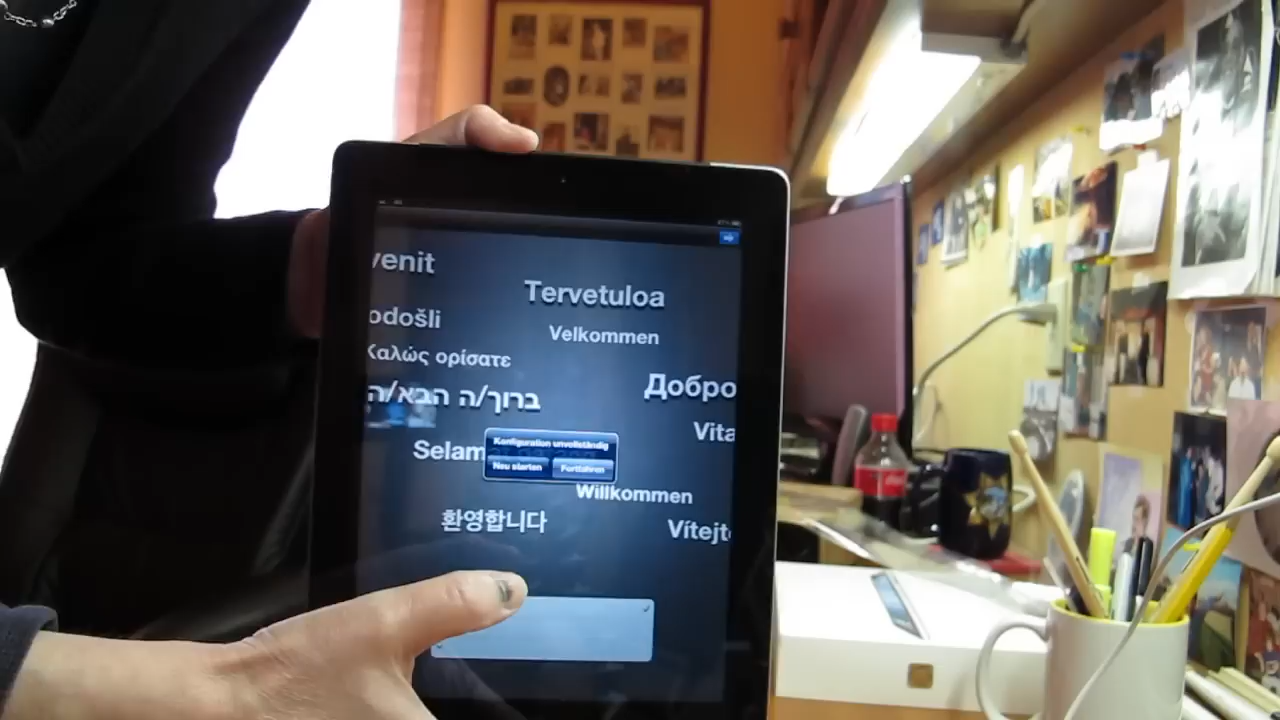 venit
Tervetuloa
odošli
Velkommen
Καλώς ορίσατε
ברוך/ה הבא/ה
Добро
Vita
Selam
Konfiguration unvollständig
Neu starten
Fortfahren
Willkommen
환영합니다
Vítejt